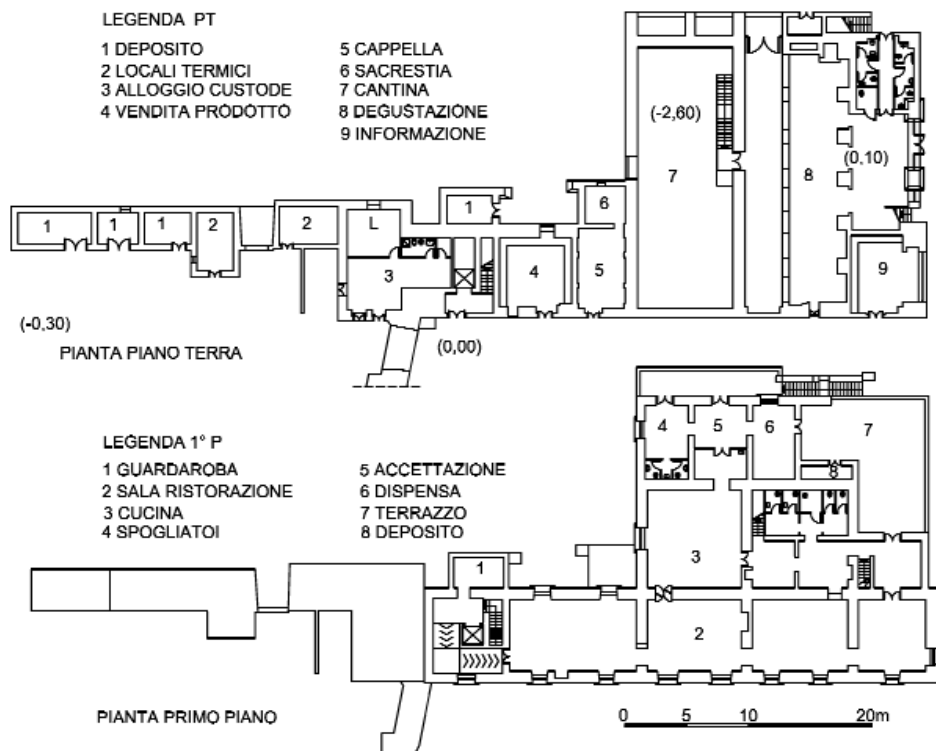 LEGENDA PT
1 DEPOSITO
2 LOCALI TERMICI
3 ALLOGGIO CUSTODE
4 VENDITA PRODOTTO
5 CAPPELLA
6 SACRESTIA
7 CANTINA
8 DEGUSTAZIONE
9 INFORMAZIONE
(-2,60)
(0,10)
7
8
6
1
1
1
1
2
2
L
3
4
5
9
(-0,30)
(0,00)
PIANTA PIANO TERRA
LEGENDA 1° P
1 GUARDAROBA
2 SALA RISTORAZIONE
3 CUCINA
4 SPOGLIATOI
5 ACCETTAZIONE
6 DISPENSA
7 TERRAZZO
8 DEPOSITO
4
5
6
7
8
3
1
2
PIANTA PRIMO PIANO
0 5 10 20m